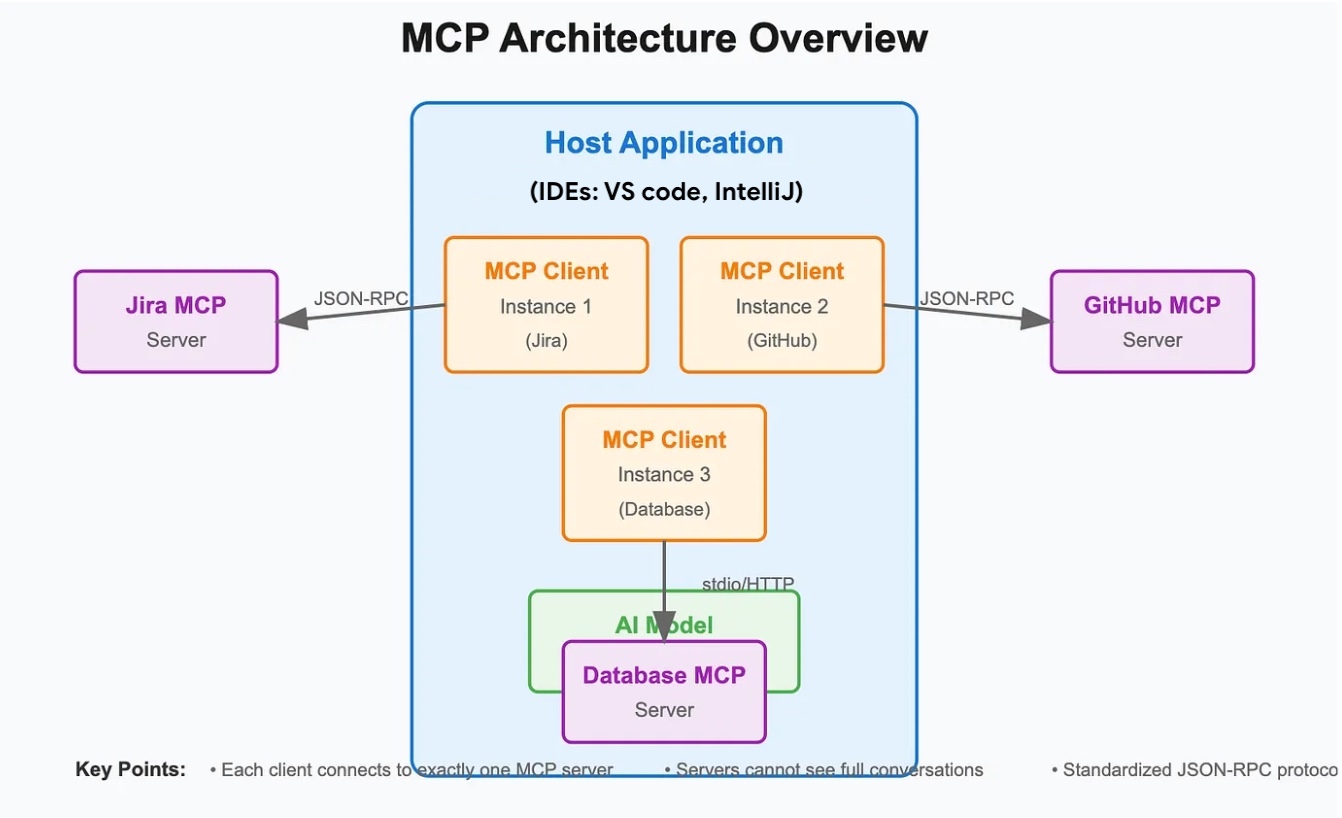 MCP Architecture Overview
Host Application
(IDEs: VS code, IntelliJ)
MCP Client
Instance 1
(Jira)
MCP Client
Instance 2
(GitHub)
Jira MCP
Server
JSON-RPC
JSON-RPC
GitHub MCP
Server
MCP Client
Instance 3
(Database)
stdio/HTTP
AI Model
Database MCP
Server
Key Points: • Each client connects to exactly one MCP server • Servers cannot see full conversations • Standardized JSON-RPC protoco